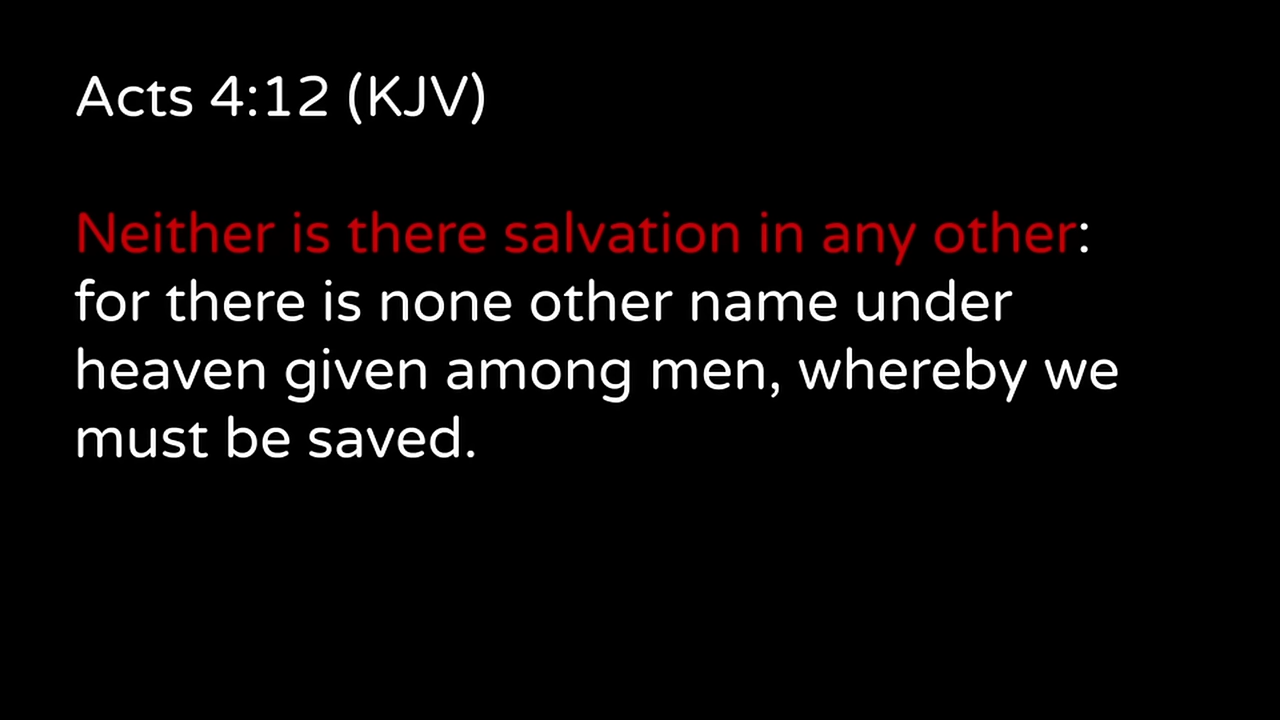 Acts 4:12 (KJV)
Neither is there salvation in any other:
for there is none other name under
heaven given among men, whereby we
must be saved.